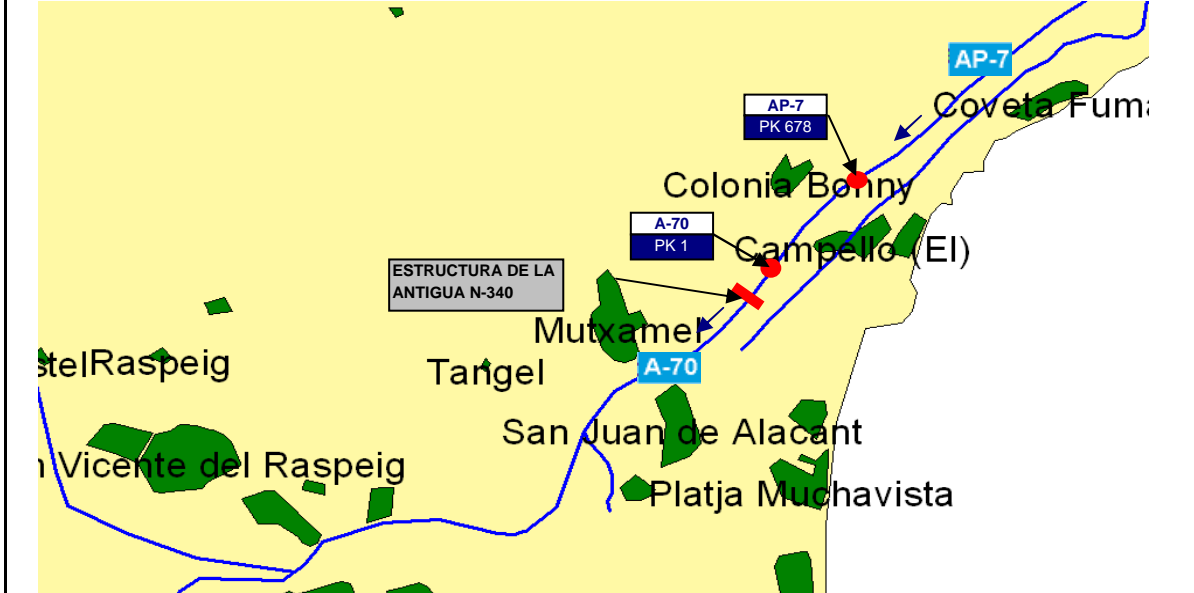 AP-7
Coveta Fuma
AP-7
PK 678
Colonia Bonny
A-70
PK 1
Campello (El)
ESTRUCTURA DE LA
ANTIGUA N-340
Mutxamel
stelRaspeig
Tangel
A-70
San Juan de Alacant
n Vicente del Raspeig
Platja Muchavista